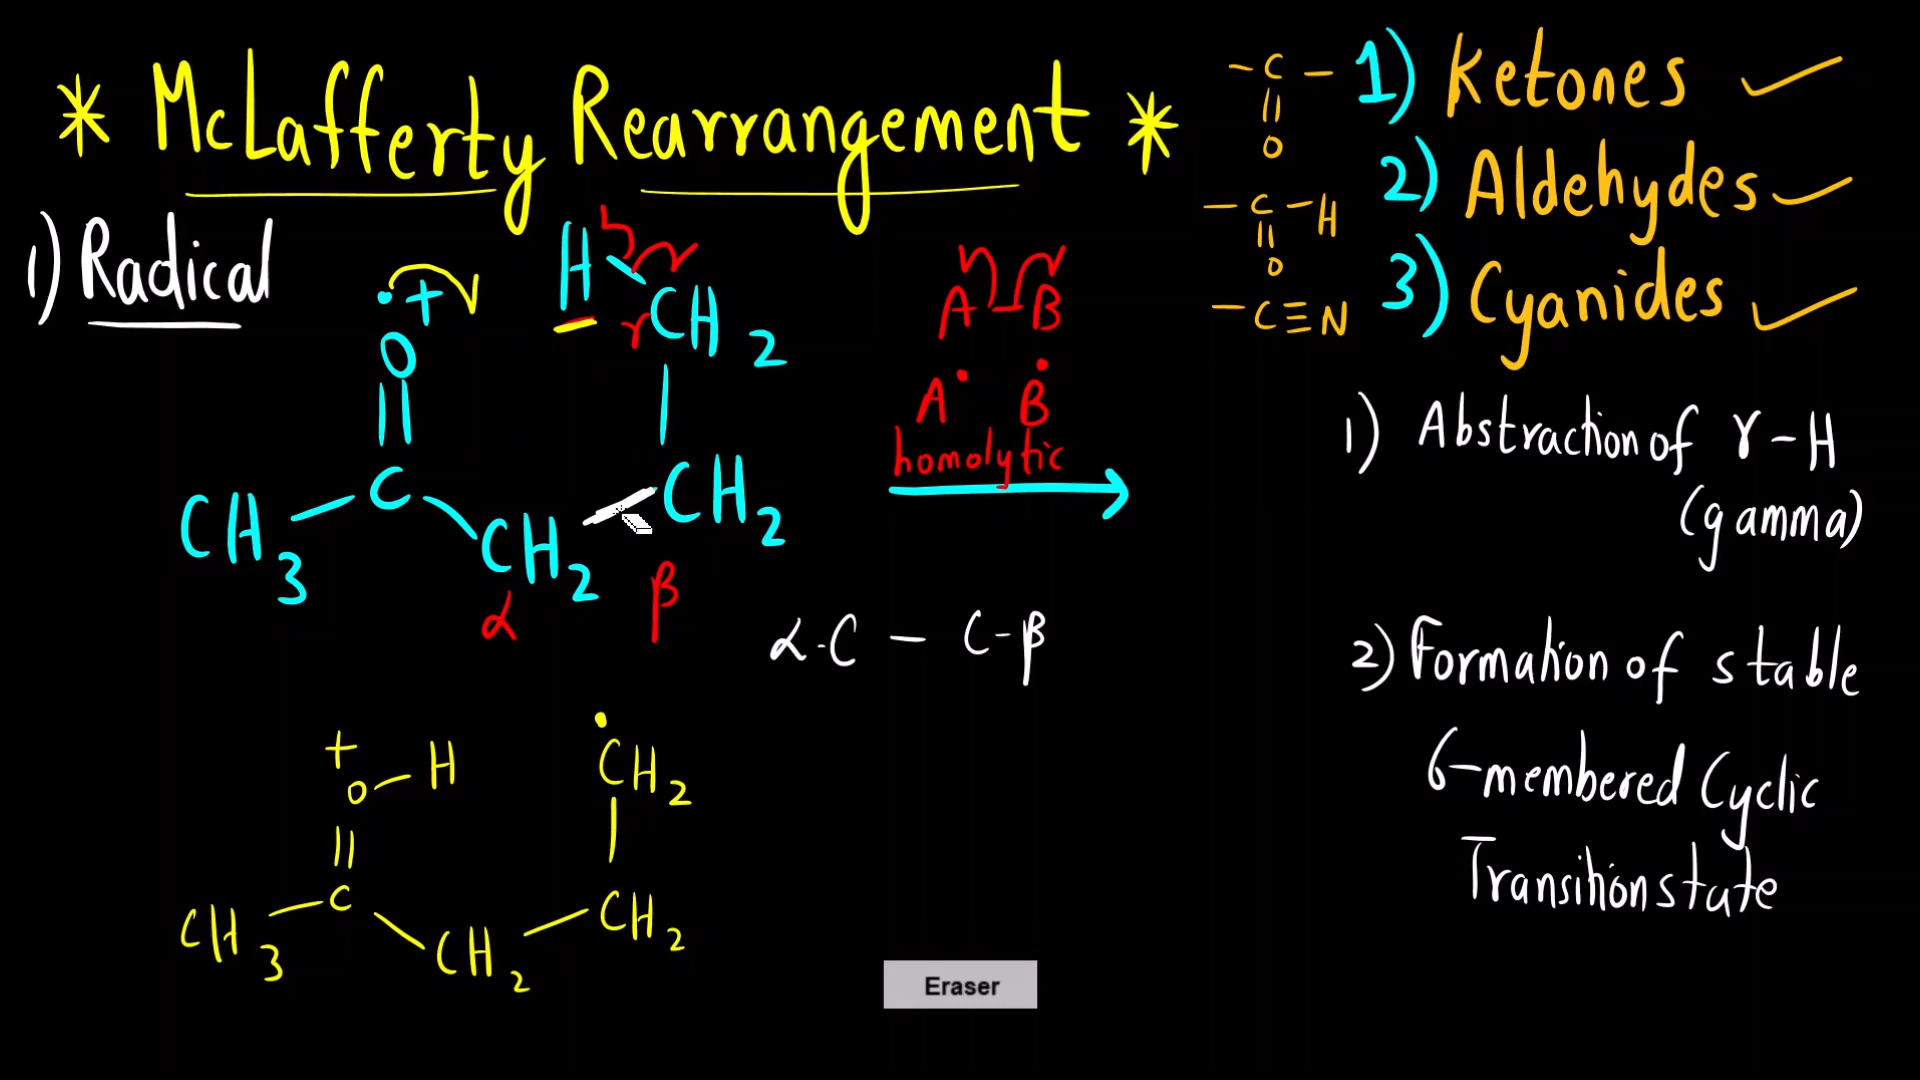 * McLafferty Rearrangement *
1) Radical
• +
O
H
CH2
γ
C
CH3
CH2
CH2
α
β
A – B
A• B•
homolytic
α-C – C-β
+
O–H
•CH2
C
CH3
CH2
CH2
–C–
O
1) Ketones ✓
–C–H
O
2) Aldehydes ✓
–C≡N
3) Cyanides ✓
1) Abstraction of γ-H
(gamma)
2) Formation of stable
6-membered Cyclic
Transition state
Eraser